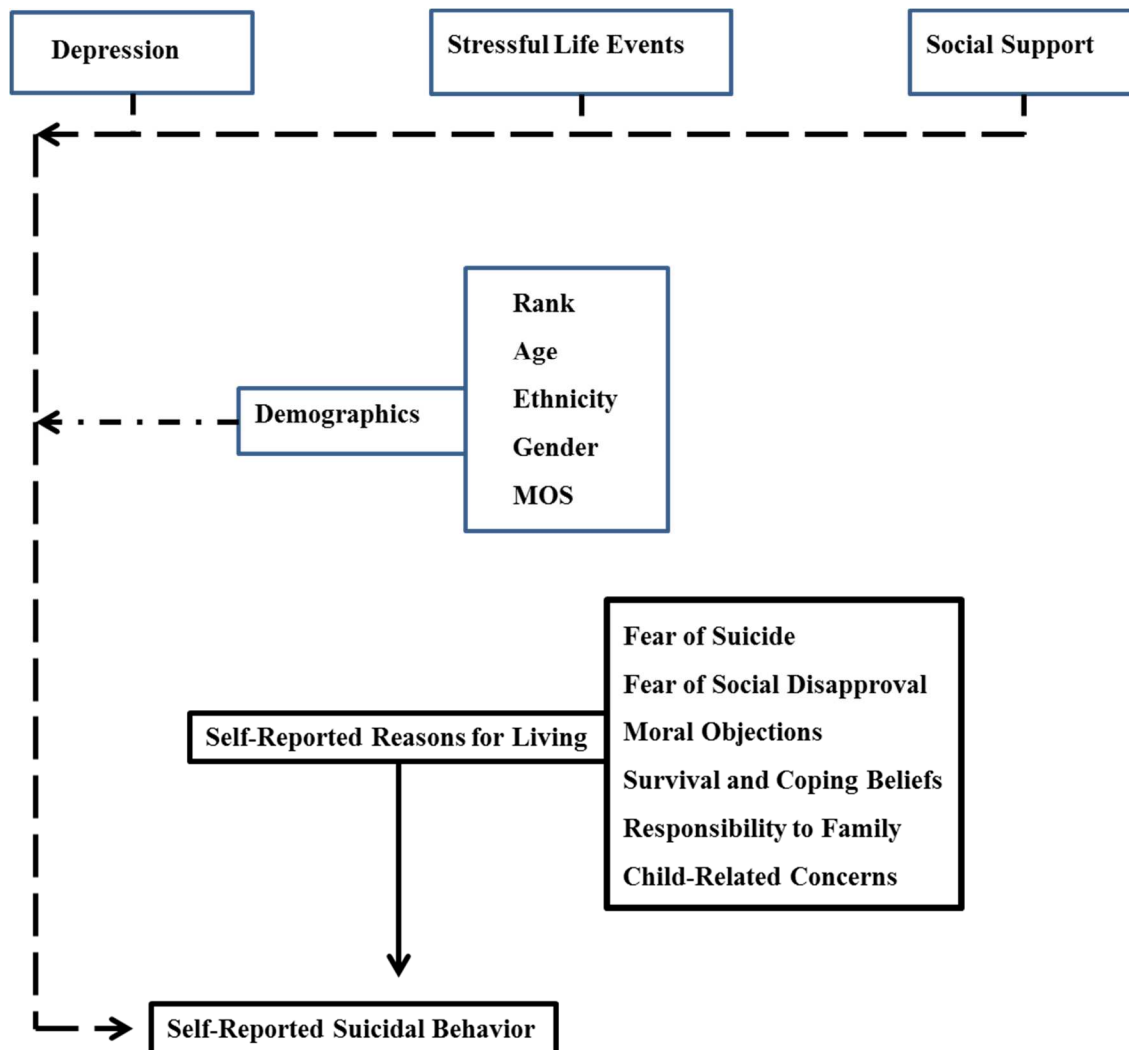 Depression
Stressful Life Events
Social Support
Rank
Age
Ethnicity
Gender
MOS
Demographics
Fear of Suicide
Fear of Social Disapproval
Moral Objections
Survival and Coping Beliefs
Responsibility to Family
Child-Related Concerns
Self-Reported Reasons for Living
Self-Reported Suicidal Behavior